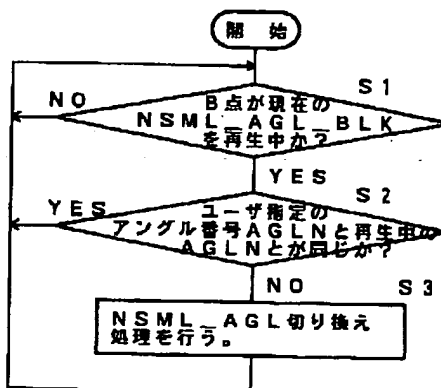 開 始
S1
NO
B点が現在の
NSML_AGL_BLK
を再生中か?
YES
S2
YES
ユーザ指定の
アングル番号AGLNと再生中の
AGLNとが同じか?
NO
S3
NSML_AGL切り換え
処理を行う。